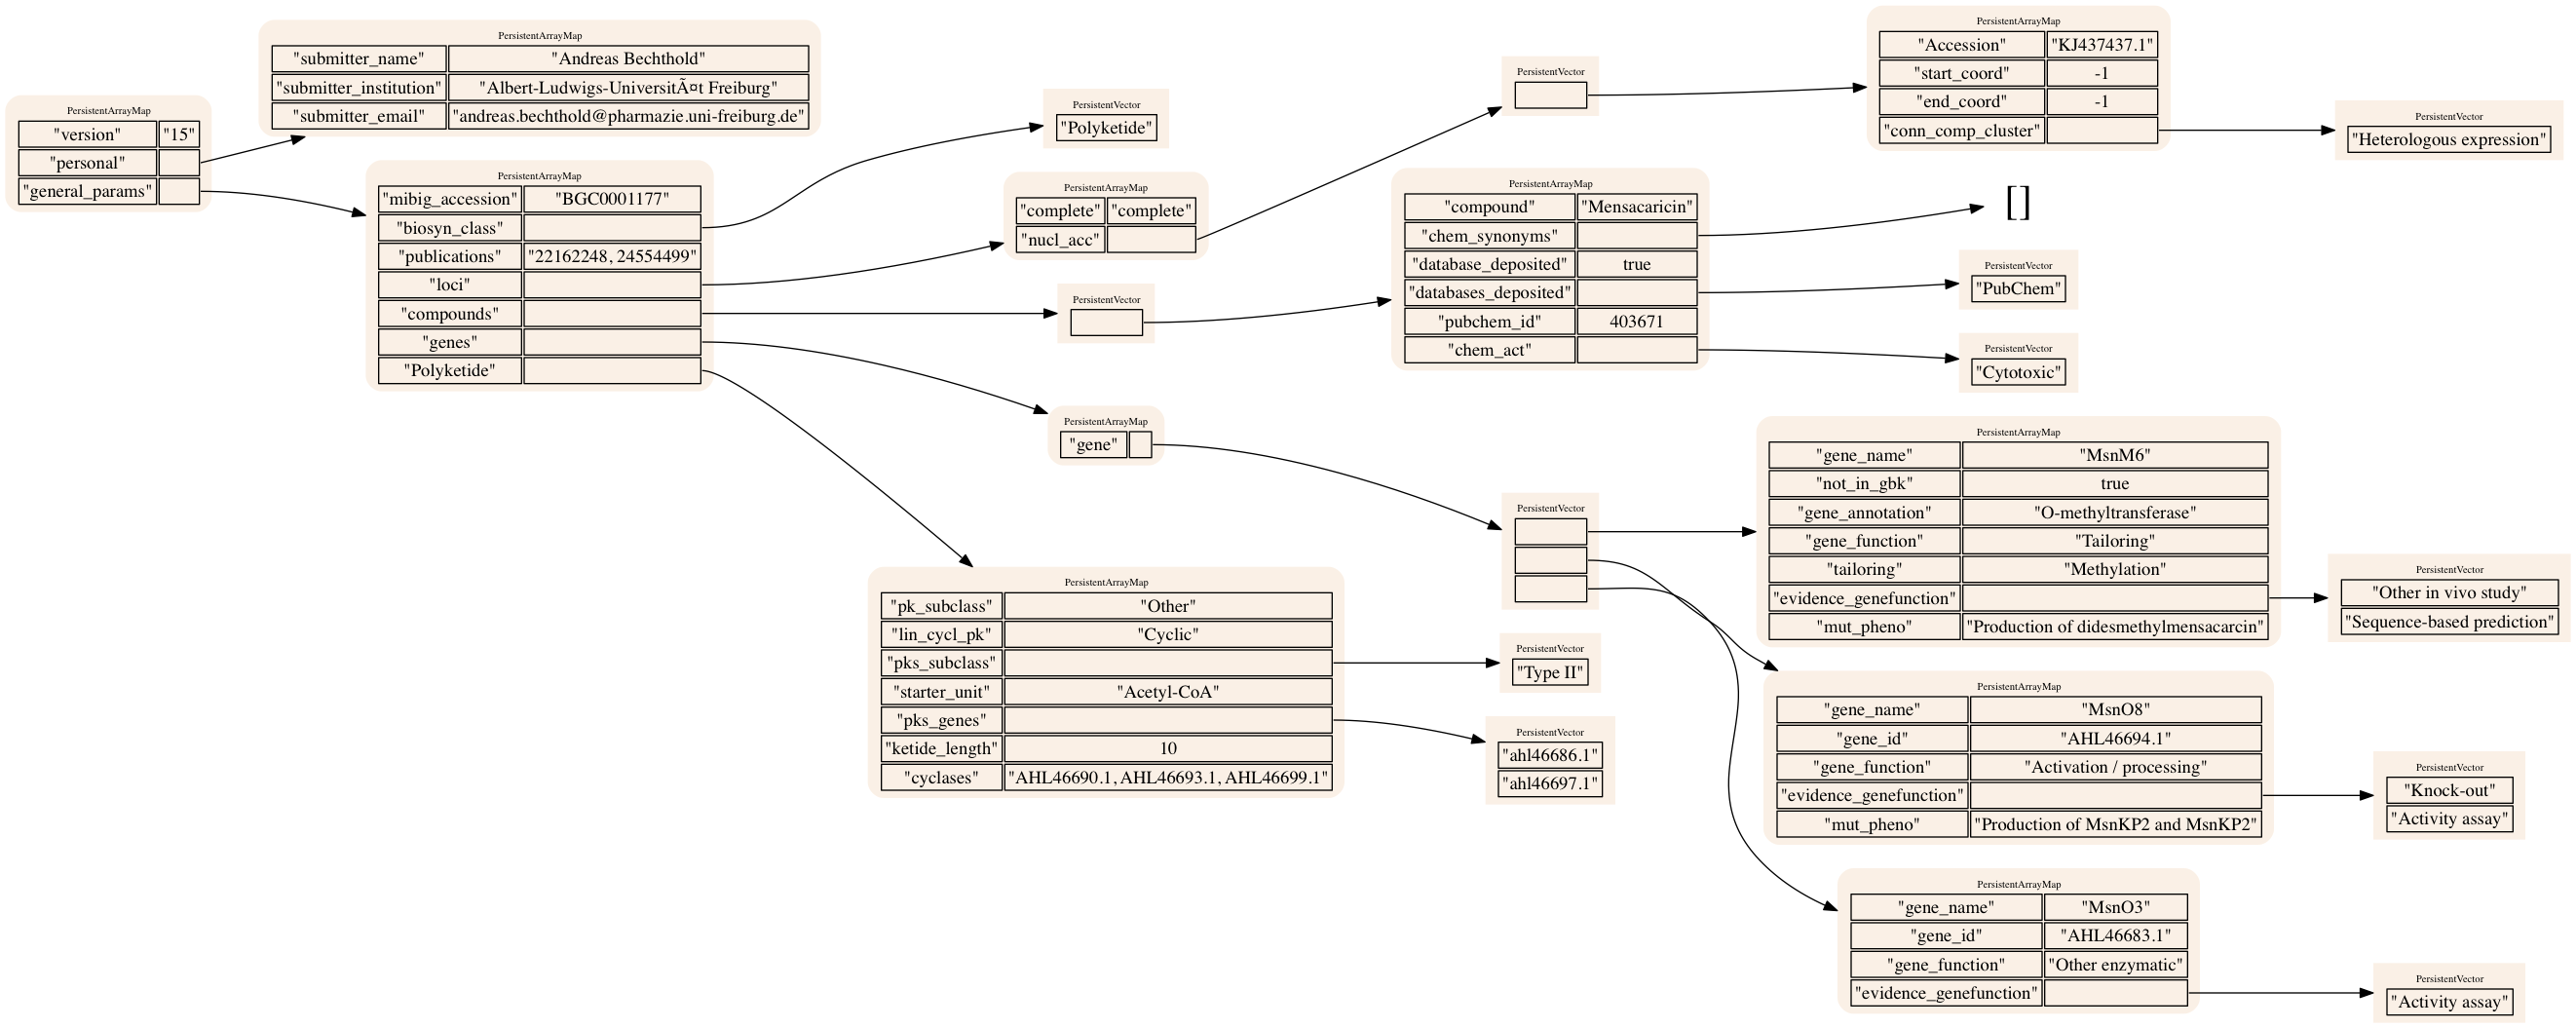 PersistentArrayMap
"version" "15"
"personal"
"general_params"
PersistentArrayMap
"submitter_name" "Andreas Bechthold"
"submitter_institution" "Albert-Ludwigs-UniversitÃ¤t Freiburg"
"submitter_email" "andreas.bechthold@pharmazie.uni-freiburg.de"
PersistentArrayMap
"mibig_accession" "BGC0001177"
"biosyn_class"
"publications" "22162248, 24554499"
"loci"
"compounds"
"genes"
"Polyketide"
PersistentVector
"Polyketide"
PersistentArrayMap
"complete" "complete"
"nucl_acc"
PersistentVector
PersistentArrayMap
"Accession" "KJ437437.1"
"start_coord" -1
"end_coord" -1
"conn_comp_cluster"
PersistentVector
"Heterologous expression"
PersistentVector
PersistentArrayMap
"compound" "Mensacaricin"
"chem_synonyms"
"database_deposited" true
"databases_deposited"
"pubchem_id" 403671
"chem_act"
[]
PersistentVector
"PubChem"
PersistentVector
"Cytotoxic"
PersistentArrayMap
"gene"
PersistentVector
PersistentArrayMap
"gene_name" "MsnM6"
"not_in_gbk" true
"gene_annotation" "O-methyltransferase"
"gene_function" "Tailoring"
"tailoring" "Methylation"
"evidence_genefunction"
"mut_pheno" "Production of didesmethylmensacarcin"
PersistentVector
"Other in vivo study"
"Sequence-based prediction"
PersistentArrayMap
"gene_name" "MsnO8"
"gene_id" "AHL46694.1"
"gene_function" "Activation / processing"
"evidence_genefunction"
"mut_pheno" "Production of MsnKP2 and MsnKP2"
PersistentVector
"Knock-out"
"Activity assay"
PersistentArrayMap
"gene_name" "MsnO3"
"gene_id" "AHL46683.1"
"gene_function" "Other enzymatic"
"evidence_genefunction"
PersistentVector
"Activity assay"
PersistentArrayMap
"pk_subclass" "Other"
"lin_cycl_pk" "Cyclic"
"pks_subclass"
"starter_unit" "Acetyl-CoA"
"pks_genes"
"ketide_length" 10
"cyclases" "AHL46690.1, AHL46693.1, AHL46699.1"
PersistentVector
"Type II"
PersistentVector
"ahl46686.1"
"ahl46697.1"